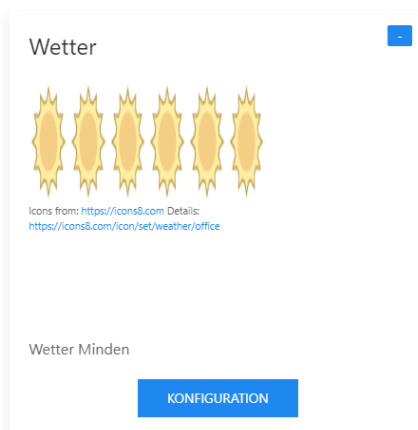 Wetter
-
Icons from: https://icons8.com Details:
https://icons8.com/icon/set/weather/office
Wetter Minden
KONFIGURATION